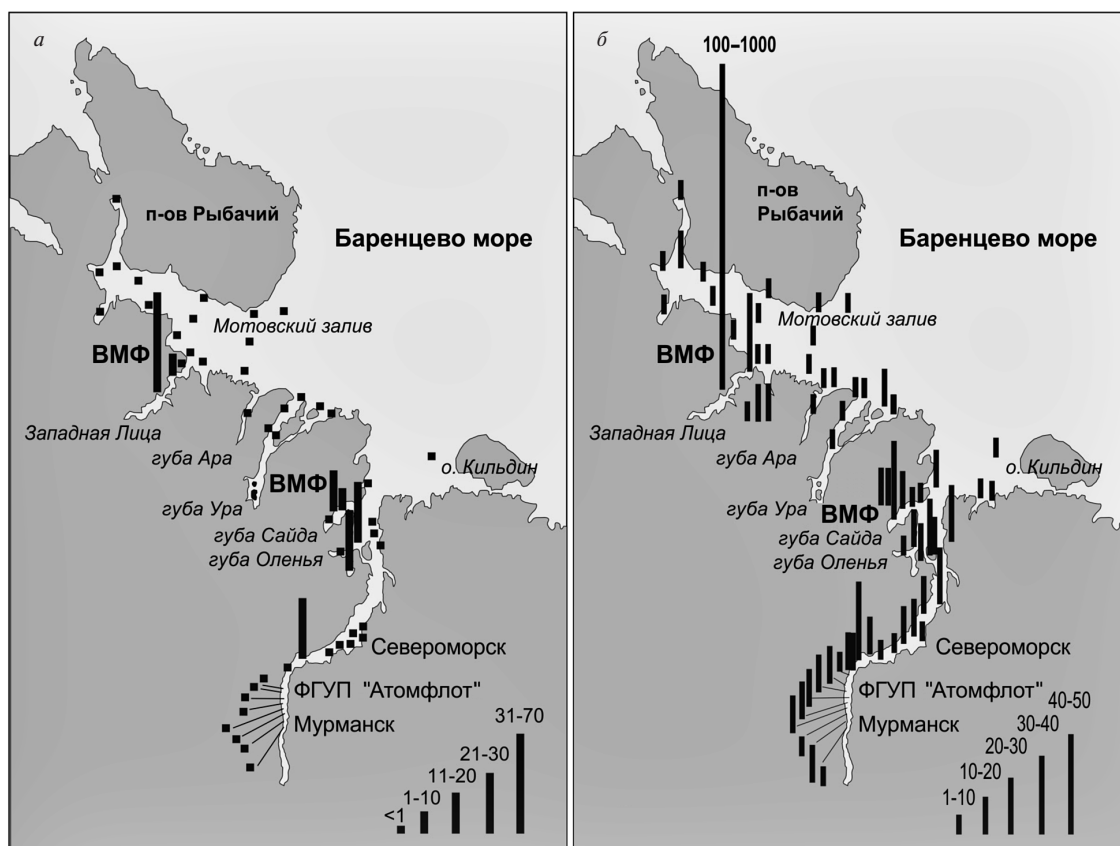 а
п-ов Рыбачий
Баренцево море
Мотовский залив
ВМФ
Западная Лица
губа Ара
о. Кильдин
ВМФ
губа Ура
губа Сайда
губа Оленья
Североморск
ФГУП "Атомфлот"
Мурманск
31-70
21-30
11-20
1-10
<1
б
100–1000
п-ов
Рыбачий
Баренцево море
Мотовский залив
ВМФ
Западная Лица
губа Ара
о. Кильдин
губа Ура
ВМФ
губа Сайда
губа Оленья
Североморск
ФГУП "Атомфлот"
Мурманск
40-50
30-40
20-30
10-20
1-10